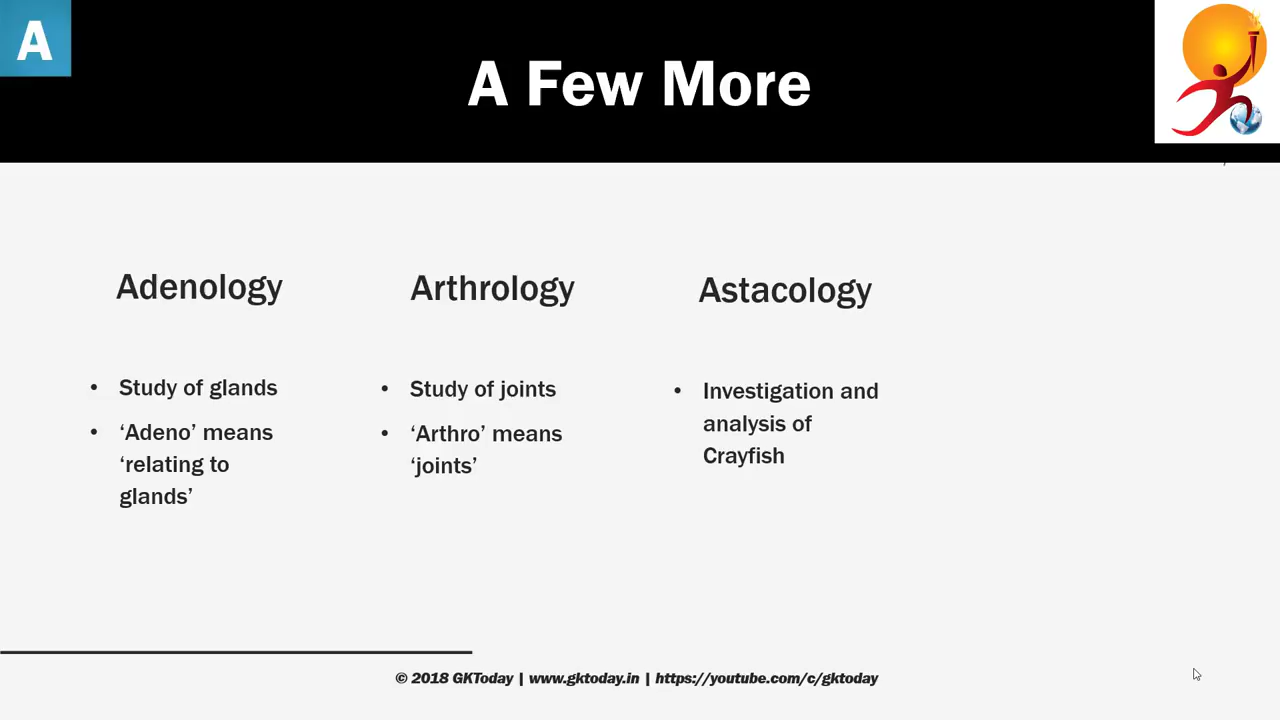 A
A Few More
Adenology
• Study of glands
• ‘Adeno’ means
‘relating to
glands’
Arthrology
• Study of joints
• ‘Arthro’ means
‘joints’
Astacology
• Investigation and
analysis of
Crayfish
© 2018 GKToday | www.gktoday.in | https://youtube.com/c/gktoday